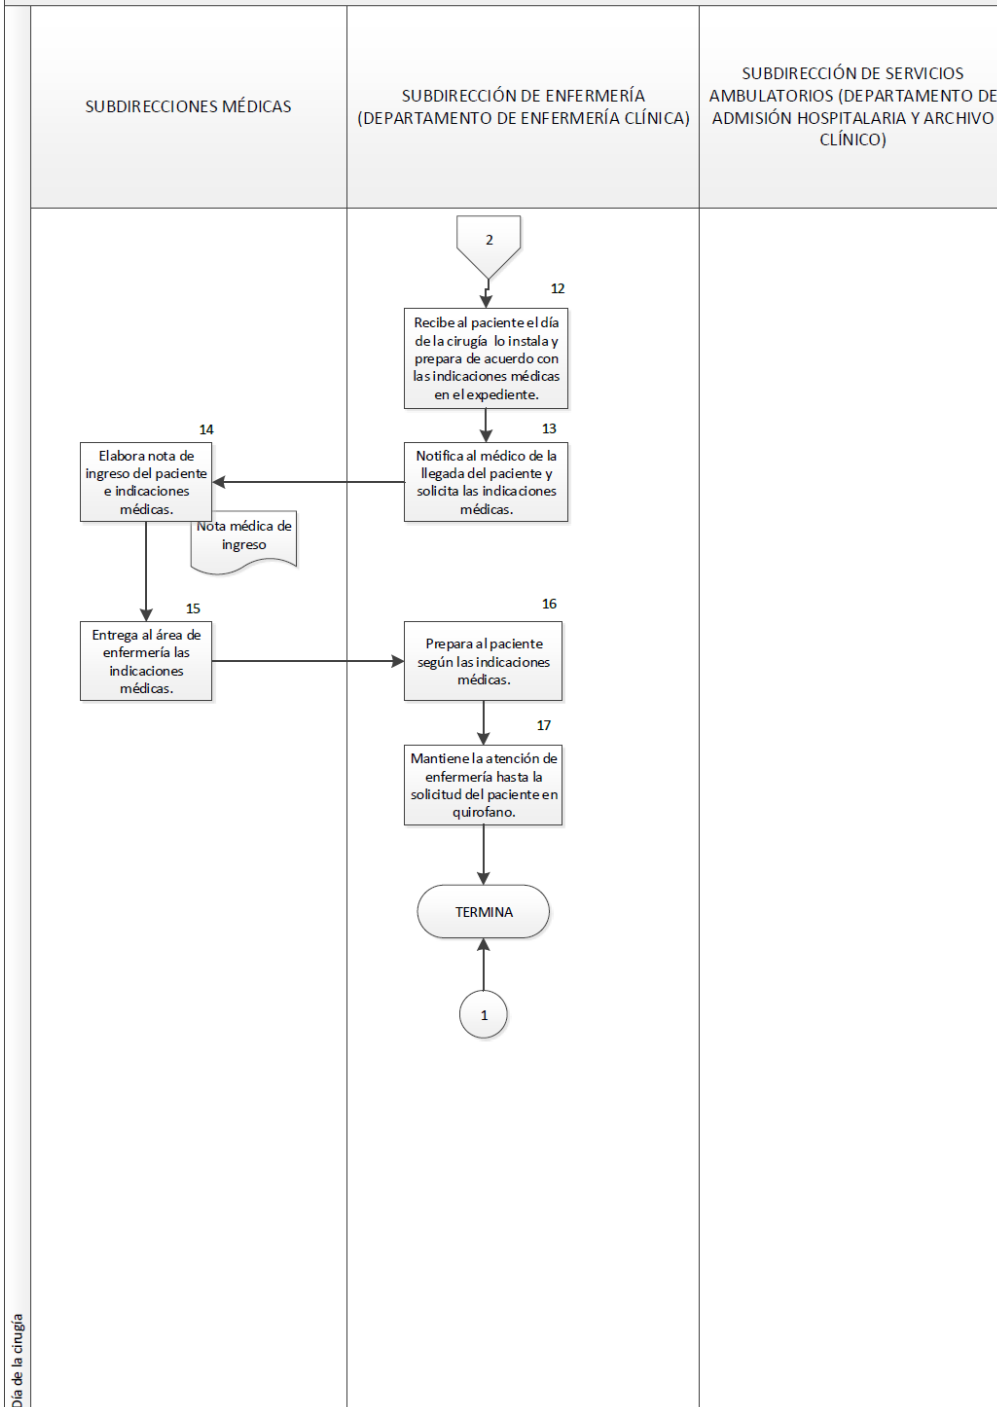 SUBDIRECCIONES MÉDICAS
SUBDIRECCIÓN DE ENFERMERÍA
(DEPARTAMENTO DE ENFERMERÍA CLÍNICA)
SUBDIRECCIÓN DE SERVICIOS
AMBULATORIOS (DEPARTAMENTO DE
ADMISIÓN HOSPITALARIA Y ARCHIVO
CLÍNICO)
2
12
Recibe al paciente el día
de la cirugía lo instala y
prepara de acuerdo con
las indicaciones médicas
en el expediente.
13
Notifica al médico de la
llegada del paciente y
solicita las indicaciones
médicas.
14
Elabora nota de
ingreso del paciente
e indicaciones
médicas.
Nota médica de
ingreso
15
Entrega al área de
enfermería las
indicaciones
médicas.
16
Prepara al paciente
según las indicaciones
médicas.
17
Mantiene la atención de
enfermería hasta la
solicitud del paciente en
quirofano.
TERMINA
1
Día de la cirugía